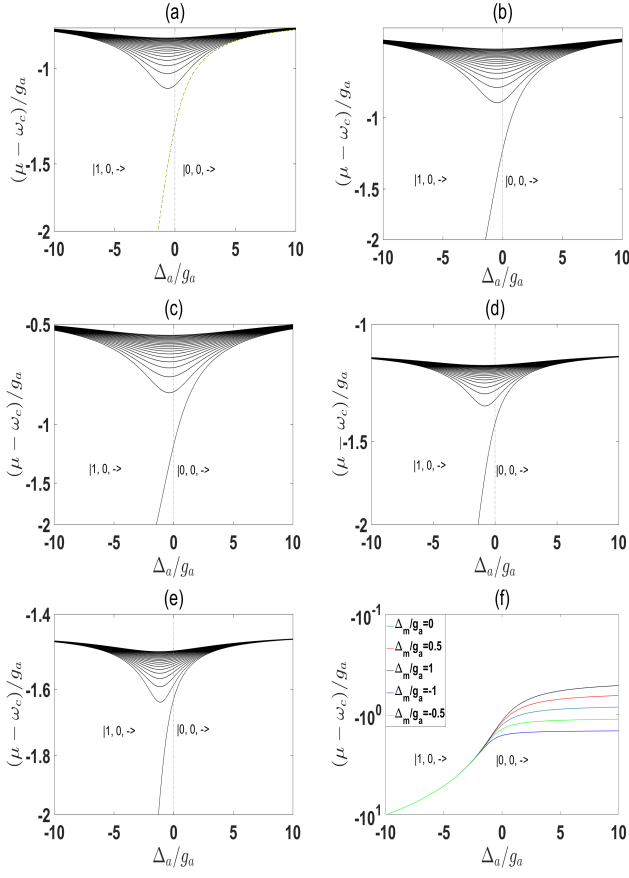 (a)
(μ − ω_c)/g_a
-1
-1.5
-2
|1, 0, ->
|0, 0, ->
-10 -5 0 5 10
Δ_a/g_a
(b)
(μ − ω_c)/g_a
-1
-1.5
-2
|1, 0, ->
|0, 0, ->
-10 -5 0 5 10
Δ_a/g_a
(c)
(μ − ω_c)/g_a
-0.5
-1
-1.5
-2
|1, 0, ->
|0, 0, ->
-10 -5 0 5 10
Δ_a/g_a
(d)
(μ − ω_c)/g_a
-1
-1.5
-2
|1, 0, ->
|0, 0, ->
-10 -5 0 5 10
Δ_a/g_a
(e)
(μ − ω_c)/g_a
-1.4
-1.6
-1.8
-2
|1, 0, ->
|0, 0, ->
-10 -5 0 5 10
Δ_a/g_a
(f)
(μ − ω_c)/g_a
-10^-1
-10^0
-10^1
Δ_m/g_a=0
Δ_m/g_a=0.5
Δ_m/g_a=1
Δ_m/g_a=-1
Δ_m/g_a=-0.5
|1, 0, ->
|0, 0, ->
-10 -5 0 5 10
Δ_a/g_a